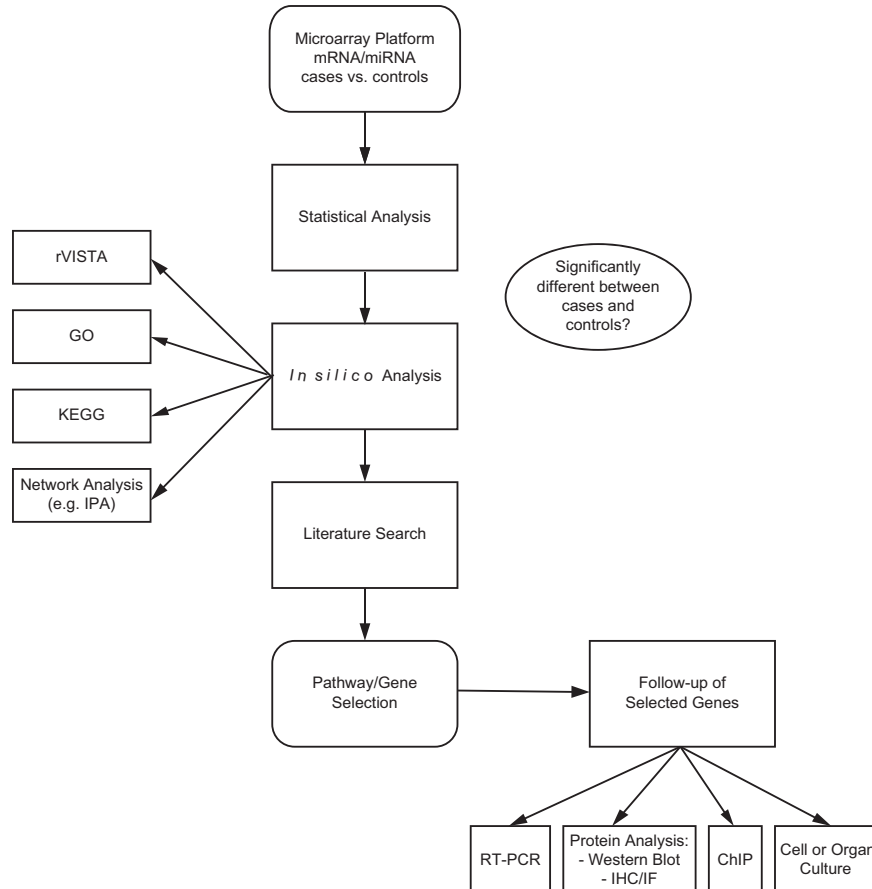 Microarray Platform
mRNA/miRNA
cases vs. controls
Statistical Analysis
rVISTA
GO
KEGG
Network Analysis
(e.g. IPA)
Significantly
different between
cases and
controls?
In silico Analysis
Literature Search
Pathway/Gene
Selection
Follow-up of
Selected Genes
RT-PCR
Protein Analysis:
- Western Blot
- IHC/IF
ChIP
Cell or Organ
Culture